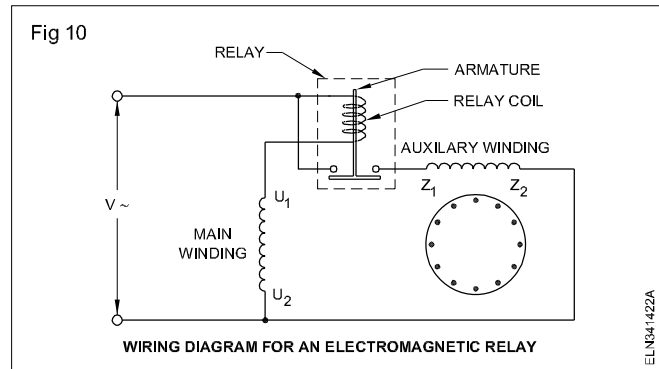 Fig 10
RELAY
ARMATURE
RELAY COIL
AUXILARY WINDING
Z1
Z2
U1
V ~
MAIN
WINDING
U2
WIRING DIAGRAM FOR AN ELECTROMAGNETIC RELAY
ELN341422A